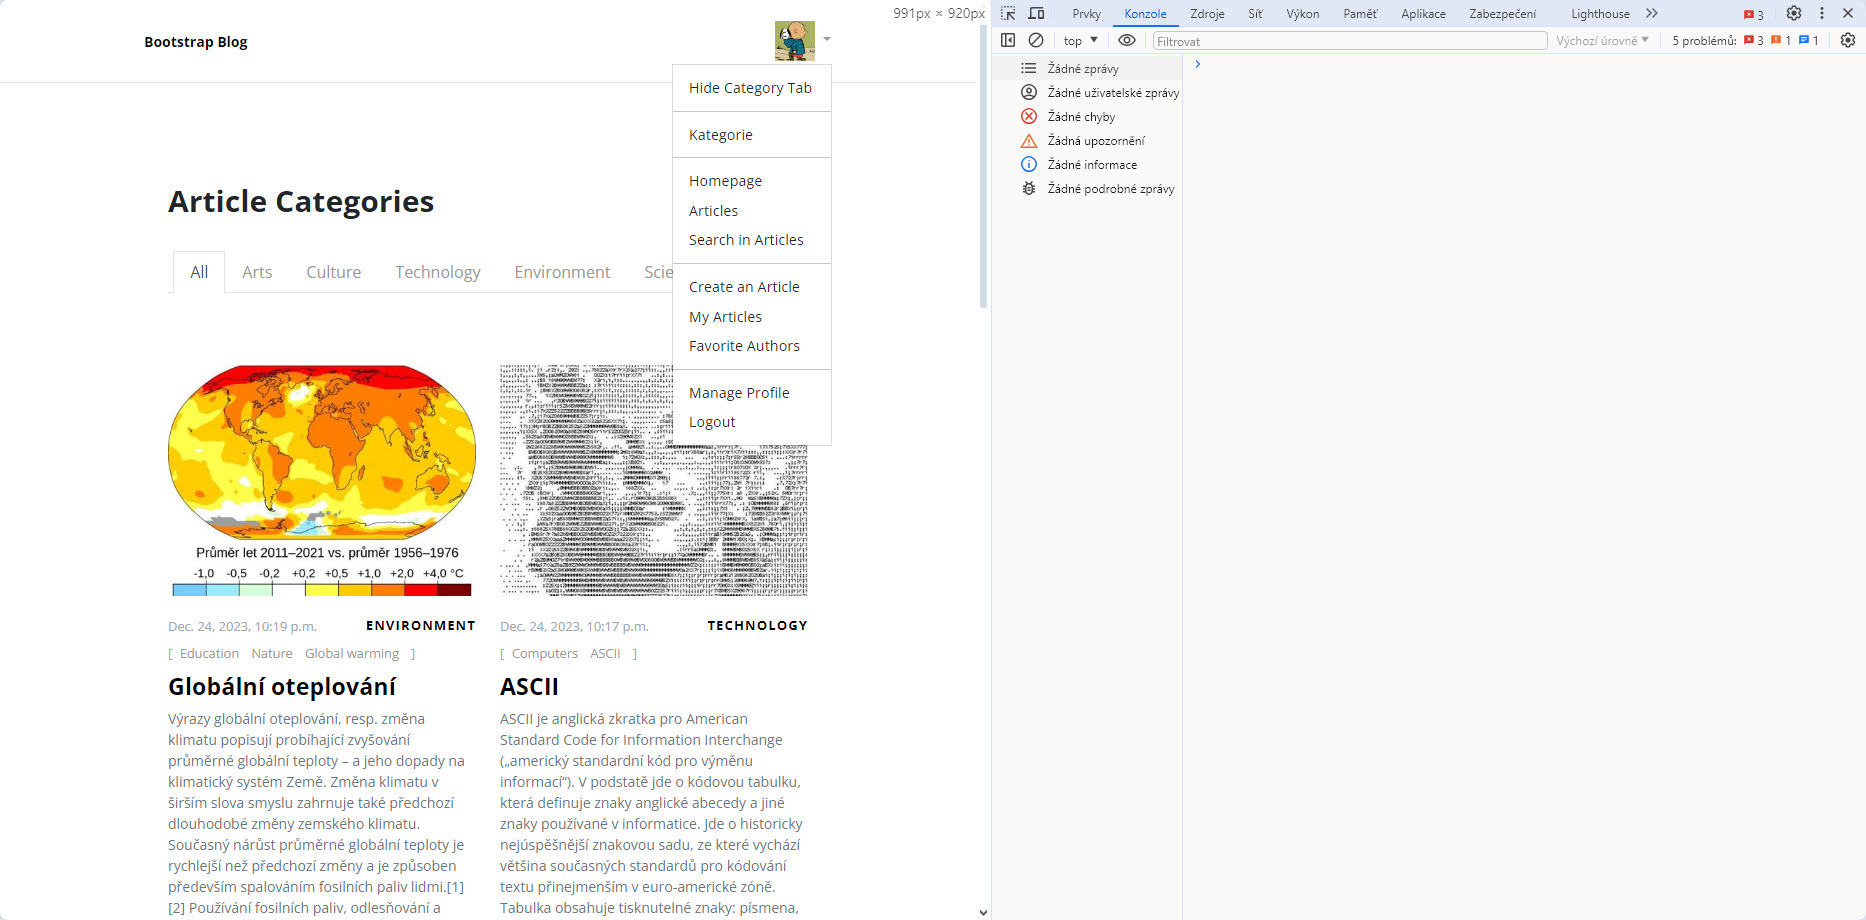 Bootstrap Blog
991px × 920px
Hide Category Tab
Kategorie
Homepage
Articles
Search in Articles
Create an Article
My Articles
Favorite Authors
Manage Profile
Logout
Article Categories
All Arts Culture Technology Environment Scie
Průměr let 2011–2021 vs. průměr 1956–1976
-1,0 -0,5 -0,2 +0,2 +0,5 +1,0 +2,0 +4,0 °C
Dec. 24, 2023, 10:19 p.m. ENVIRONMENT
[ Education Nature Global warming ]
Globální oteplování
Výrazy globální oteplování, resp. změna
klimatu popisují probíhající zvyšování
průměrné globální teploty – a jeho dopady na
klimatický systém Země. Změna klimatu v
širším slova smyslu zahrnuje také předchozí
dlouhodobé změny zemského klimatu.
Současný nárůst průměrné globální teploty je
rychlejší než předchozí změny a je způsoben
především spalováním fosilních paliv lidmi.[1]
[2] Používání fosilních paliv, odlesňování a
Dec. 24, 2023, 10:17 p.m. TECHNOLOGY
[ Computers ASCII ]
ASCII
ASCII je anglická zkratka pro American
Standard Code for Information Interchange
(„americký standardní kód pro výměnu
informací“). V podstatě jde o kódovou tabulku,
která definuje znaky anglické abecedy a jiné
znaky používané v informatice. Jde o historicky
nejúspěšnější znakovou sadu, ze které vychází
většina současných standardů pro kódování
textu přinejmenším v euro-americké zóně.
Tabulka obsahuje tisknutelné znaky: písmena,
Prvky Konzole Zdroje Síť Výkon Paměť Aplikace Zabezpečení Lighthouse 3
top Filtrovat Výchozí úrovně 5 problémů: 3 1 1
Žádné zprávy
Žádné uživatelské zprávy
Žádné chyby
Žádná upozornění
Žádné informace
Žádné podrobné zprávy